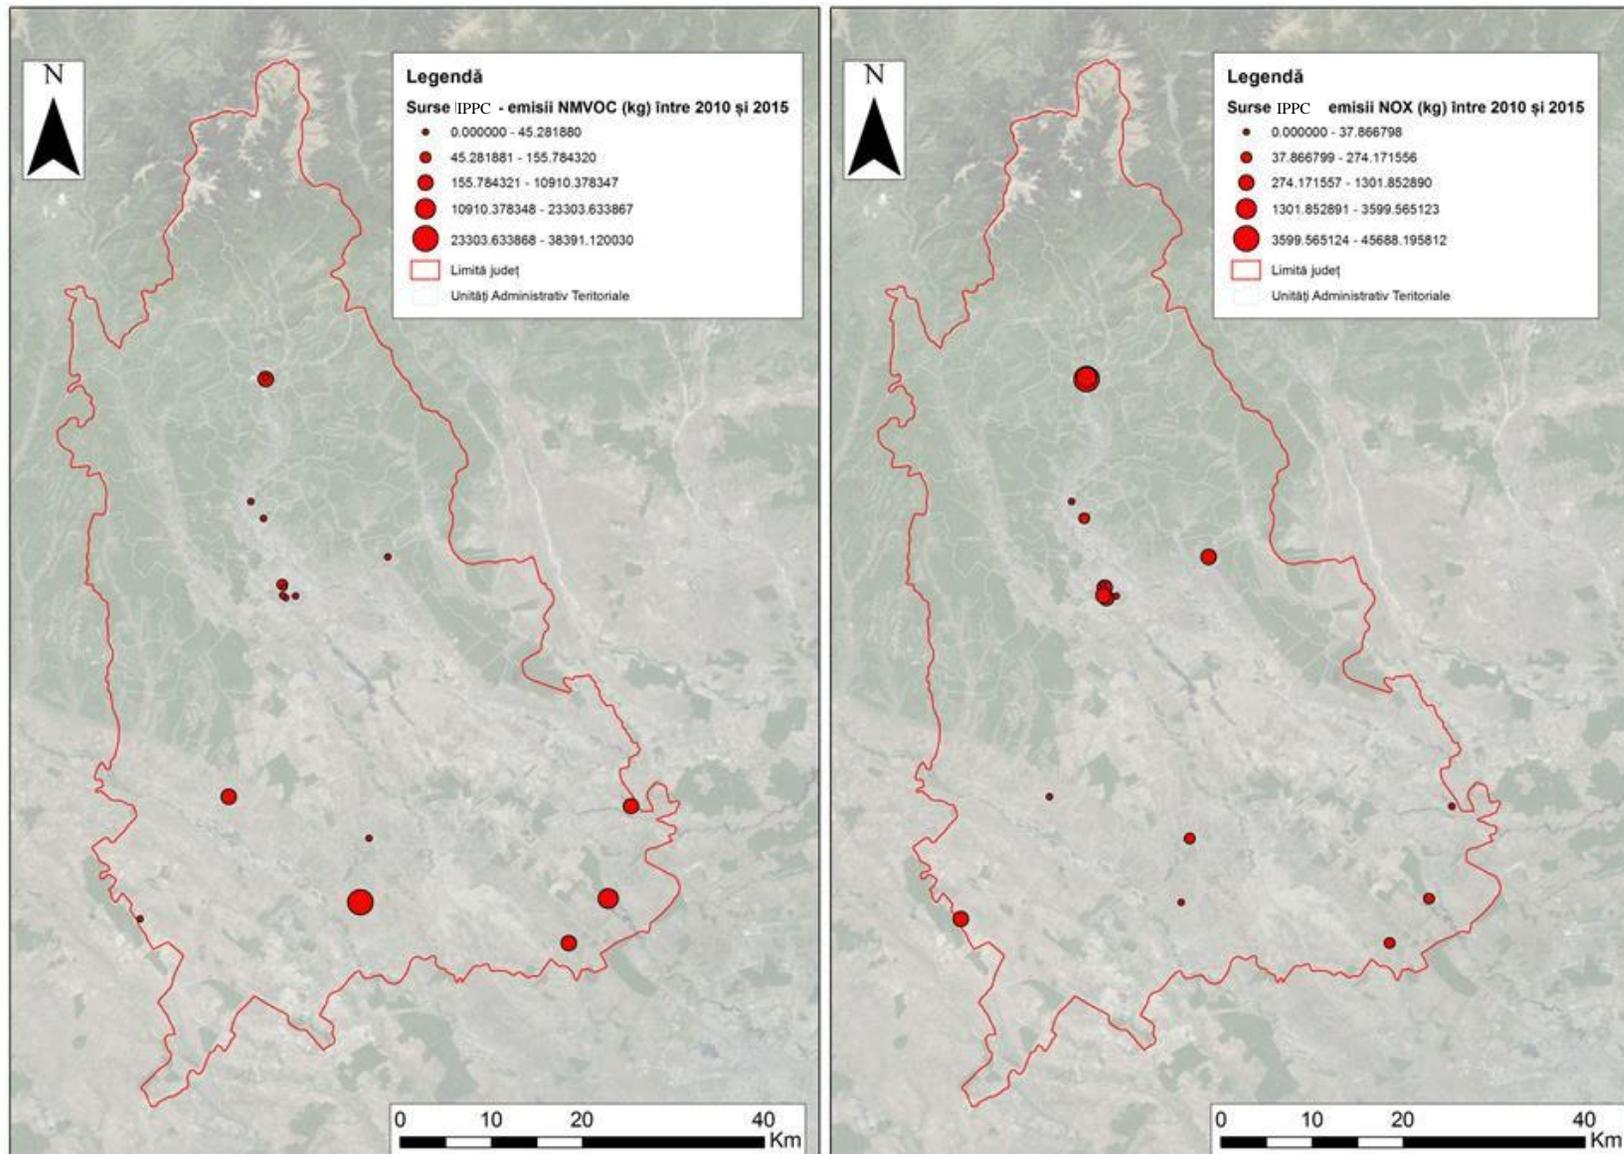 N
Legendă
Surse IPPC - emisii NMVOC (kg) între 2010 și 2015
0.000000 - 45.281880
45.281881 - 155.784320
155.784321 - 10910.378347
10910.378348 - 23303.633867
23303.633868 - 38391.120030
Limită județ
Unități Administrativ Teritoriale
0 10 20 40
Km
N
Legendă
Surse IPPC emisii NOX (kg) între 2010 și 2015
0.000000 - 37.866798
37.866799 - 274.171556
274.171557 - 1301.852890
1301.852891 - 3599.565123
3599.565124 - 45688.195812
Limită județ
Unități Administrativ Teritoriale
0 10 20 40
Km